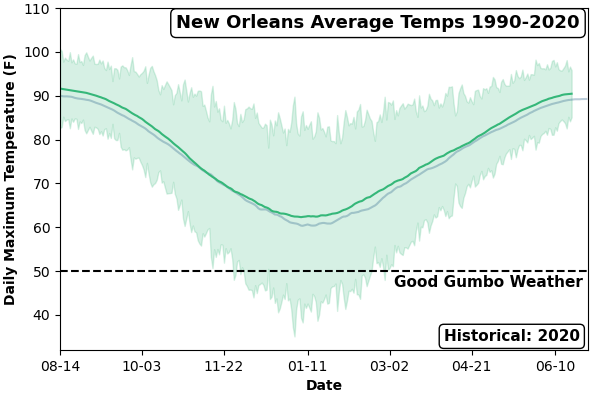 New Orleans Average Temps 1990-2020
Daily Maximum Temperature (F)
110
100
90
80
70
60
50
40
Good Gumbo Weather
Historical: 2020
08-14 10-03 11-22 01-11 03-02 04-21 06-10
Date